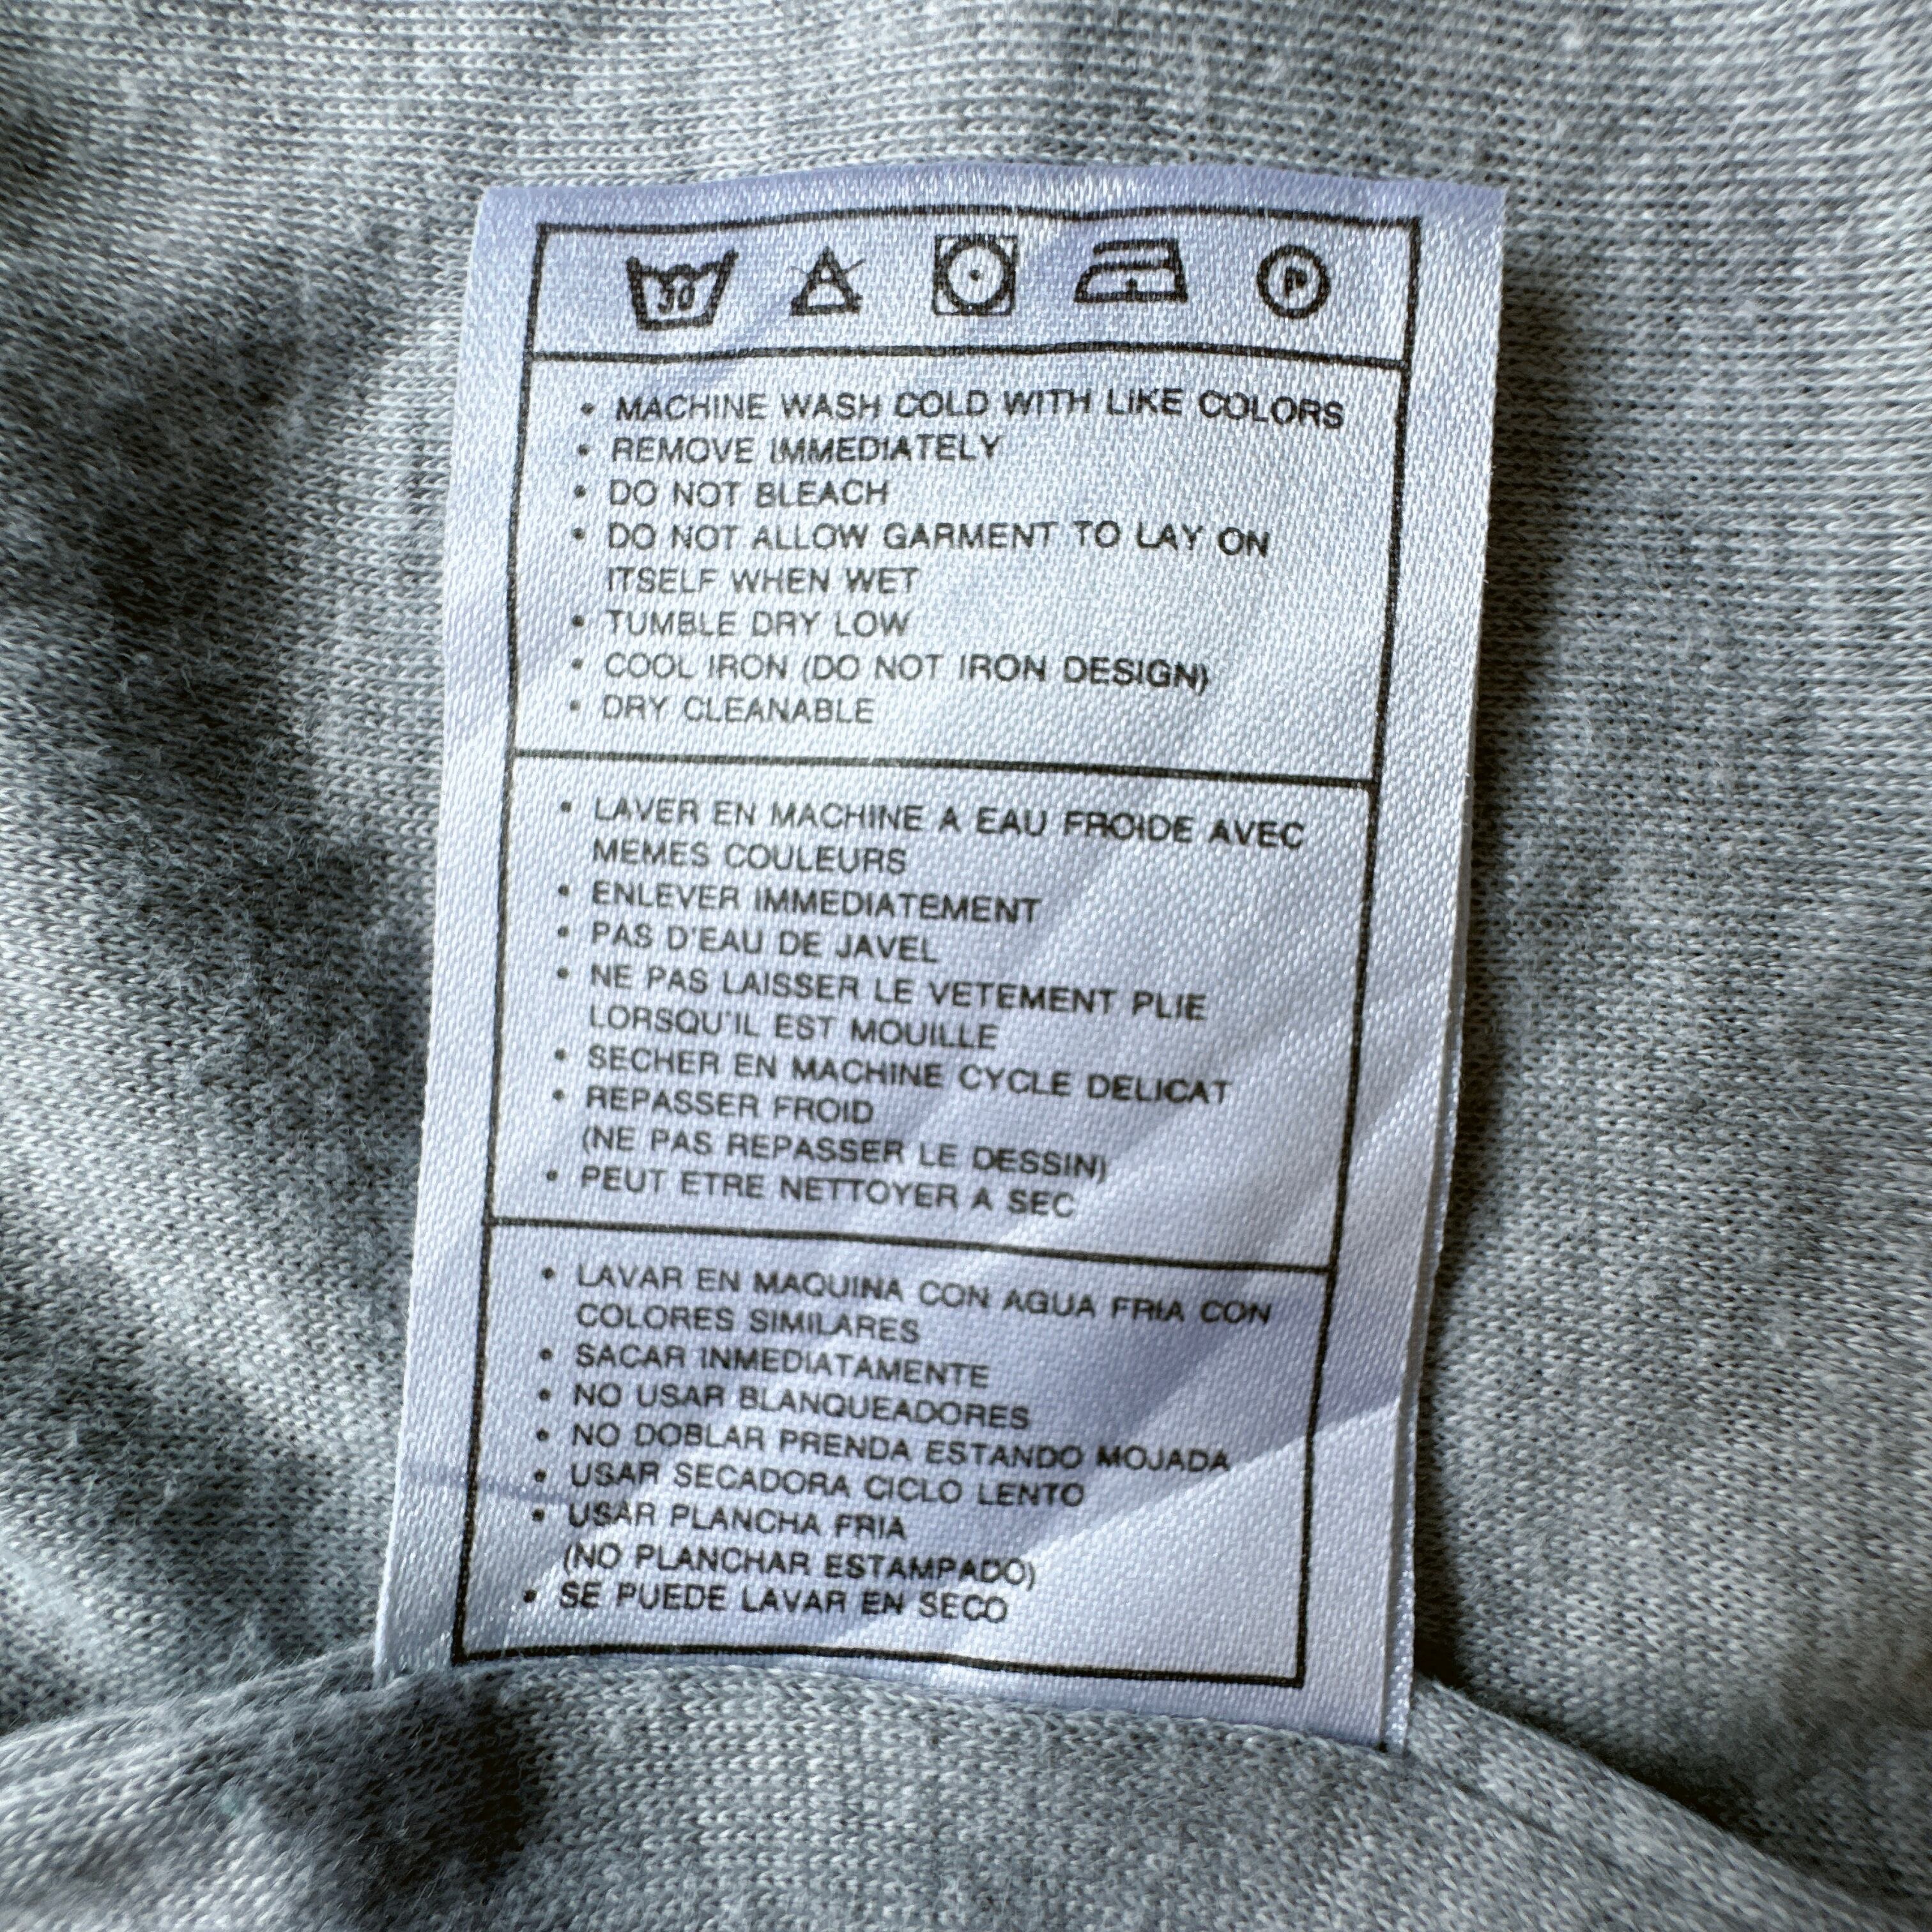 30 P
• MACHINE WASH COLD WITH LIKE COLORS
• REMOVE IMMEDIATELY
• DO NOT BLEACH
• DO NOT ALLOW GARMENT TO LAY ON
ITSELF WHEN WET
• TUMBLE DRY LOW
• COOL IRON (DO NOT IRON DESIGN)
• DRY CLEANABLE
• LAVER EN MACHINE A EAU FROIDE AVEC
MEMES COULEURS
• ENLEVER IMMEDIATEMENT
• PAS D'EAU DE JAVEL
• NE PAS LAISSER LE VETEMENT PLIE
LORSQU'IL EST MOUILLE
• SECHER EN MACHINE CYCLE DELICAT
• REPASSER FROID
(NE PAS REPASSER LE DESSIN)
• PEUT ETRE NETTOYER A SEC
• LAVAR EN MAQUINA CON AGUA FRIA CON
COLORES SIMILARES
• SACAR INMEDIATAMENTE
• NO USAR BLANQUEADORES
• NO DOBLAR PRENDA ESTANDO MOJADA
• USAR SECADORA CICLO LENTO
• USAR PLANCHA FRIA
(NO PLANCHAR ESTAMPADO)
• SE PUEDE LAVAR EN SECO